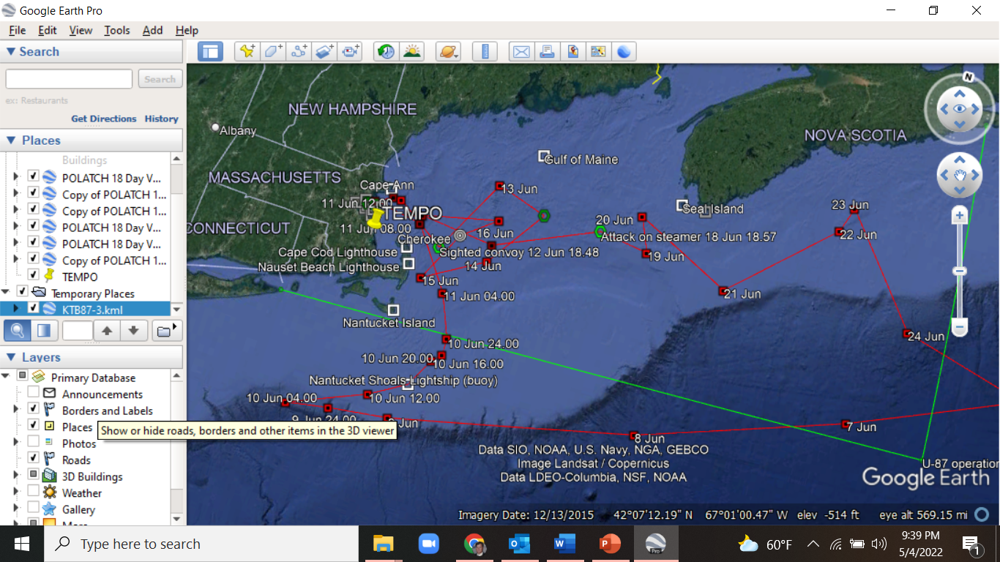 Google Earth Pro
File Edit View Tools Add Help
Search
Search
ex: Restaurants
Get Directions History
Places
Buildings
POLATCH 18 Day V...
Copy of POLATCH 1...
Copy of POLATCH 1...
POLATCH 18 Day V...
POLATCH 18 Day V...
Copy of POLATCH 1...
TEMPO
Temporary Places
KTB87-3.kml
Layers
Primary Database
Announcements
Borders and Labels
Places
Show or hide roads, borders and other items in the 3D viewer
Photos
Roads
3D Buildings
Weather
Gallery
More
N
NEW HAMPSHIRE
Albany
NOVA SCOTIA
Gulf of Maine
MASSACHUSETTS
Cape Ann
13 Jun
11 Jun 12.00
TEMPO
Seal Island
23 Jun
20 Jun
CONNECTICUT
11 Jun 08.00
16 Jun
Cherokee
Attack on steamer 18 Jun 18.57
22 Jun
Cape Cod Lighthouse
Sighted convoy 12 Jun 18.48
19 Jun
Nauset Beach Lighthouse
14 Jun
15 Jun
11 Jun 04.00
21 Jun
Nantucket Island
24 Jun
10 Jun 24.00
10 Jun 20.00
10 Jun 16.00
Nantucket Shoals Lightship (buoy)
10 Jun 04.00
10 Jun 12.00
9 Jun 24.00
9 Jun
7 Jun
8 Jun
Data SIO, NOAA, U.S. Navy, NGA, GEBCO
Image Landsat / Copernicus
Data LDEO-Columbia, NSF, NOAA
U-87 operation
Google Earth
Imagery Date: 12/13/2015 42°07'12.19" N 67°01'00.47" W elev -514 ft eye alt 569.15 mi
Type here to search
W
P
Pro
60°F
9:39 PM
5/4/2022
1